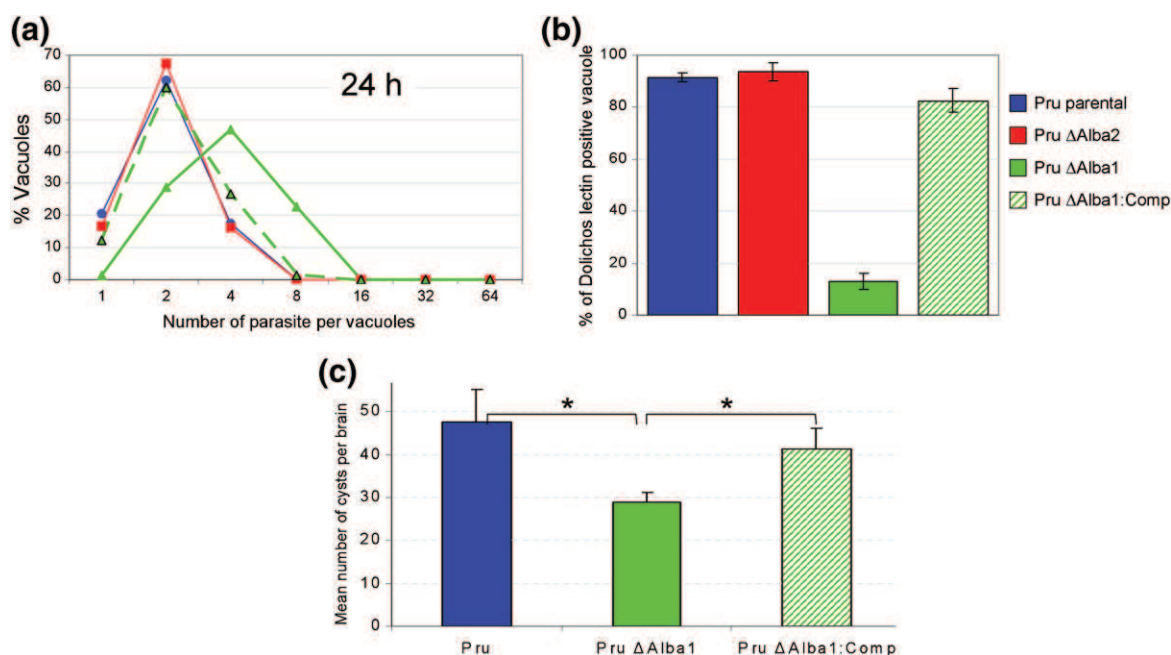 (a)
70
60
50
40
30
20
10
0
% Vacuoles
24 h
1 2 4 8 16 32 64
Number of parasite per vacuoles
(b)
100
80
60
40
20
0
% of Dolichos lectin positive vacuole
Pru parental
Pru ΔAlba2
Pru ΔAlba1
Pru ΔAlba1:Comp
(c)
50
40
30
20
10
0
Mean number of cysts per brain
* *
Pru Pru ΔAlba1 Pru ΔAlba1:Comp